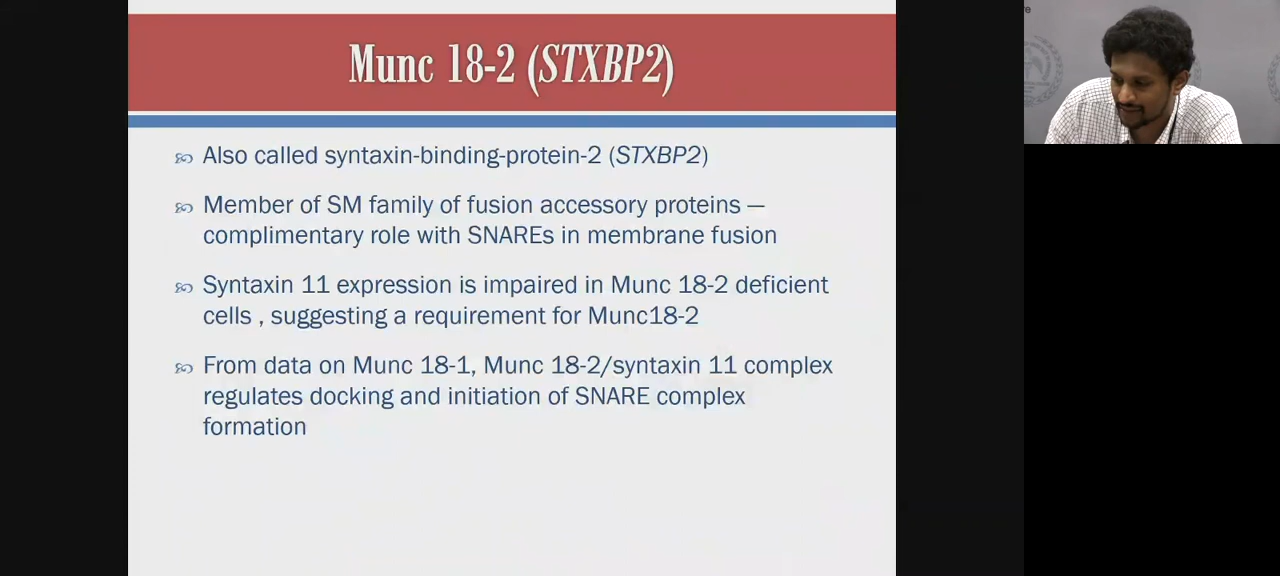 Munc 18-2 (STXBP2)
Also called syntaxin-binding-protein-2 (STXBP2)
Member of SM family of fusion accessory proteins —
complimentary role with SNAREs in membrane fusion
Syntaxin 11 expression is impaired in Munc 18-2 deficient
cells , suggesting a requirement for Munc18-2
From data on Munc 18-1, Munc 18-2/syntaxin 11 complex
regulates docking and initiation of SNARE complex
formation